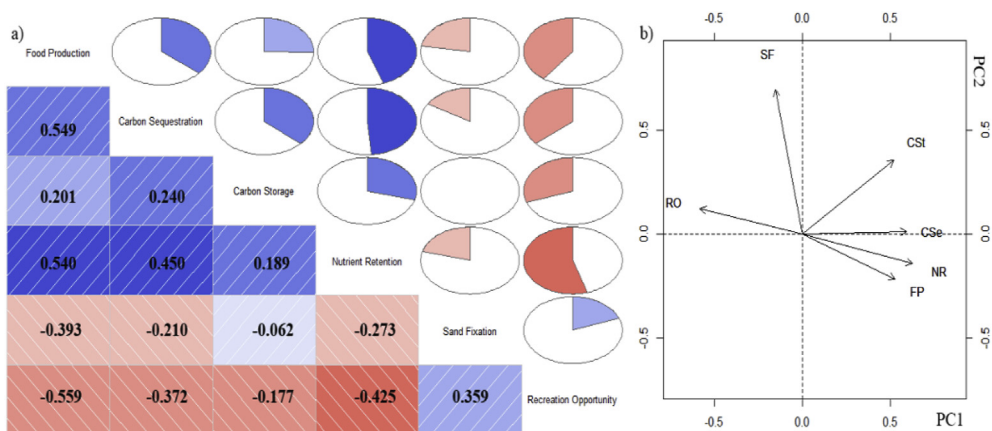 a)
Food Production
0.549
Carbon Sequestration
0.201
0.240
Carbon Storage
0.540
0.450
0.189
Nutrient Retention
-0.393
-0.210
-0.062
-0.273
Sand Fixation
-0.559
-0.372
-0.177
-0.425
0.359
Recreation Opportunity
b)
-0.5
0.0
0.5
SF
CSt
RO
CSe
NR
FP
0.5
0.0
-0.5
PC2
0.5
0.0
-0.5
-0.5
0.0
0.5
PC1